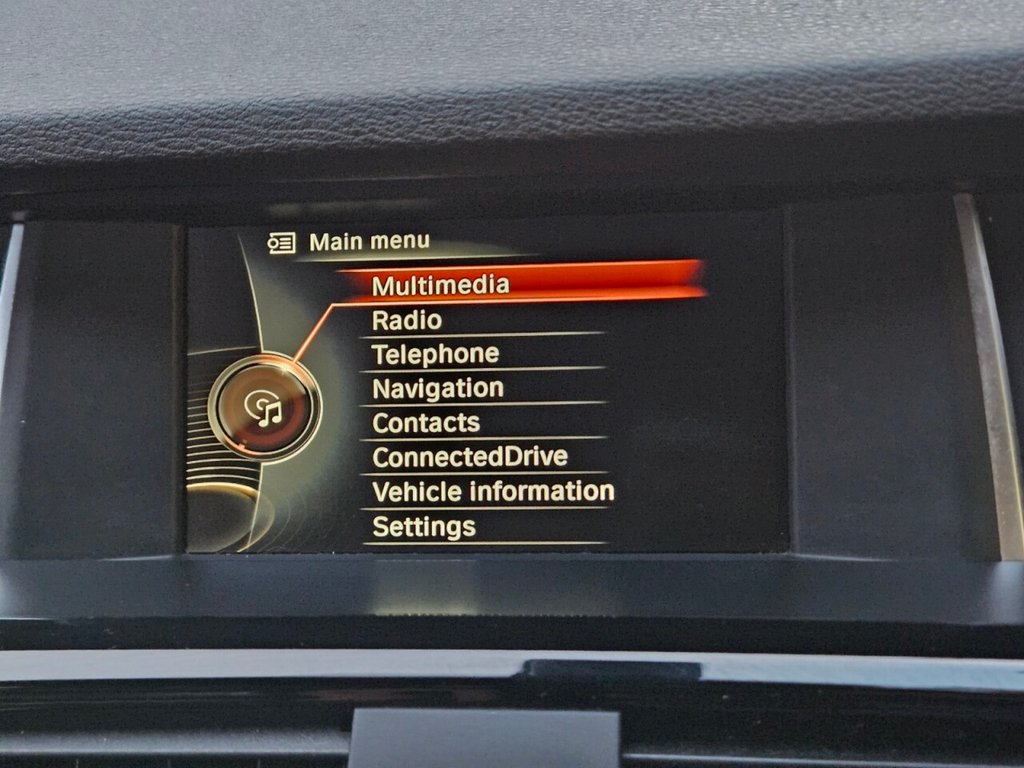 Main menu
Multimedia
Radio
Telephone
Navigation
Contacts
ConnectedDrive
Vehicle information
Settings